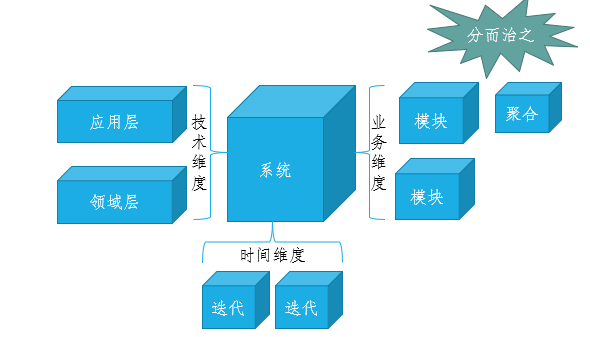 分而治之
应用层
领域层
技术维度
系统
业务维度
模块
聚合
模块
时间维度
迭代
迭代